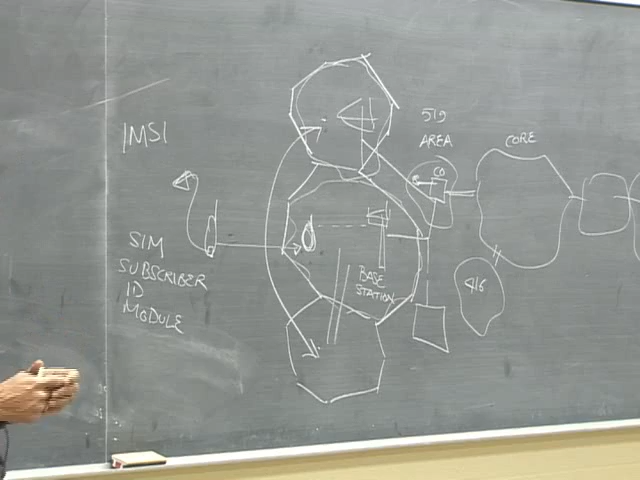 IMSI
SIM
SUBSCRIBER
ID
MODULE
BASE
STATION
519
AREA
CO
CORE
416